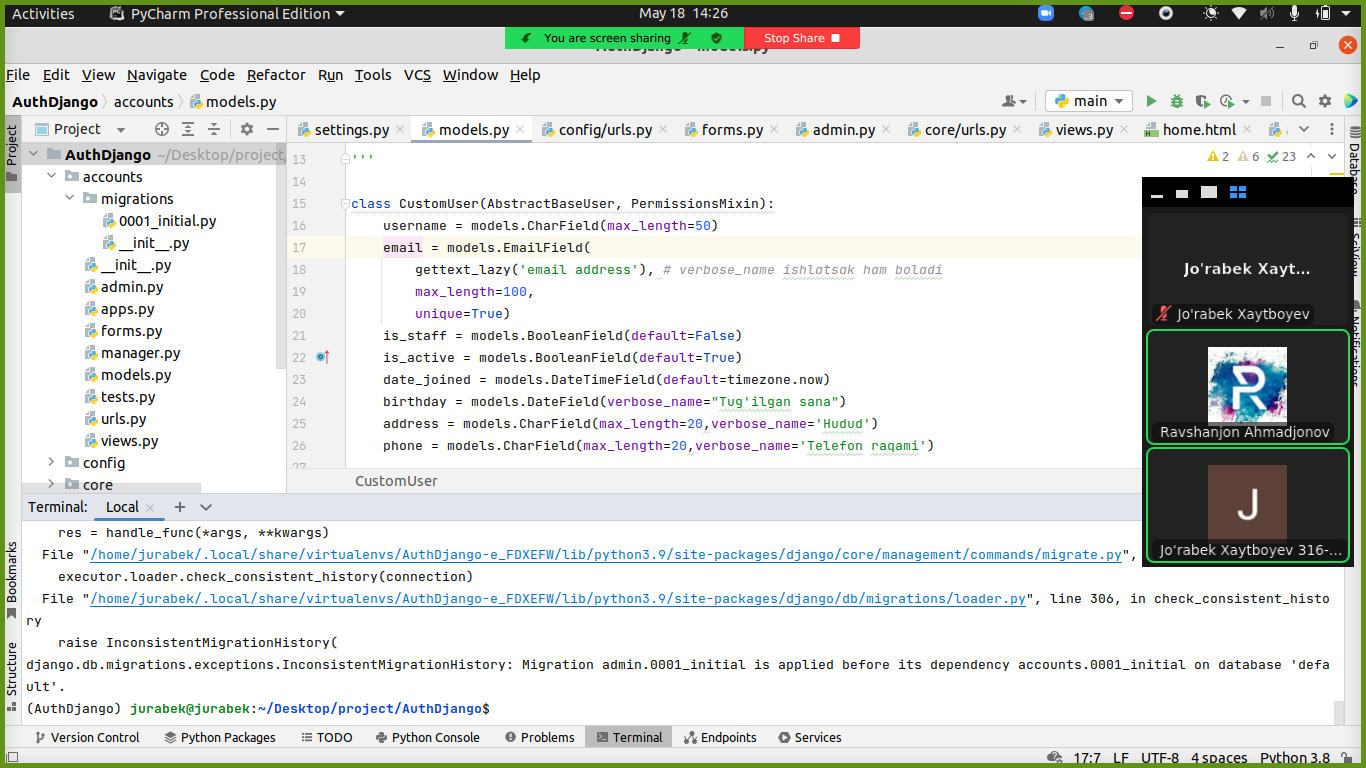 Activities PyCharm Professional Edition May 18 14:26
You are screen sharing Stop Share
AuthDjango – models.py
File Edit View Navigate Code Refactor Run Tools VCS Window Help
AuthDjango accounts models.py main
Project settings.py models.py config/urls.py forms.py admin.py core/urls.py views.py home.html
AuthDjango ~/Desktop/project/
accounts
migrations
0001_initial.py
__init__.py
__init__.py
admin.py
apps.py
forms.py
manager.py
models.py
tests.py
urls.py
views.py
config
core
2 6 23
13 '''
14
15 class CustomUser(AbstractBaseUser, PermissionsMixin):
16 username = models.CharField(max_length=50)
17 email = models.EmailField(
18 gettext_lazy('email address'), # verbose_name ishlatsak ham boladi
19 max_length=100,
20 unique=True)
21 is_staff = models.BooleanField(default=False)
22 is_active = models.BooleanField(default=True)
23 date_joined = models.DateTimeField(default=timezone.now)
24 birthday = models.DateField(verbose_name="Tug'ilgan sana")
25 address = models.CharField(max_length=20,verbose_name='Hudud')
26 phone = models.CharField(max_length=20,verbose_name='Telefon raqami')
27
CustomUser
Project
Bookmarks
Structure
Database
SciView
Notifications
Jo'rabek Xayt...
Jo'rabek Xaytboyev
R
Ravshanjon Ahmadjonov
J
Jo‘rabek Xaytboyev 316-...
Terminal: Local
res = handle_func(*args, **kwargs)
File "/home/jurabek/.local/share/virtualenvs/AuthDjango-e_FDXEFW/lib/python3.9/site-packages/django/core/management/commands/migrate.py",
executor.loader.check_consistent_history(connection)
File "/home/jurabek/.local/share/virtualenvs/AuthDjango-e_FDXEFW/lib/python3.9/site-packages/django/db/migrations/loader.py", line 306, in check_consistent_histo
ry
raise InconsistentMigrationHistory(
django.db.migrations.exceptions.InconsistentMigrationHistory: Migration admin.0001_initial is applied before its dependency accounts.0001_initial on database 'defa
ult'.
(AuthDjango) jurabek@jurabek:~/Desktop/project/AuthDjango$
Version Control Python Packages TODO Python Console Problems Terminal Endpoints Services
17:7 LF UTF-8 4 spaces Python 3.8